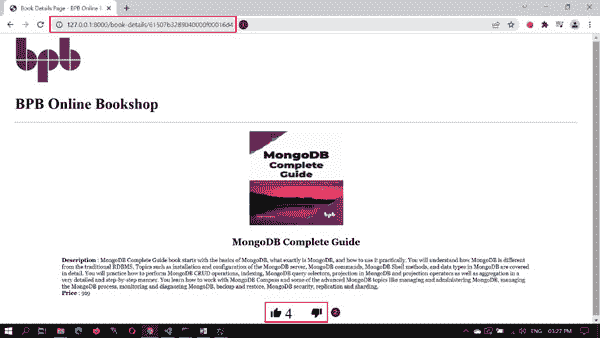 Book Details Page - BPB Online B
127.0.0.1:8000/book-details/61507b3289040000f00016d4
bpb
BPB Online Bookshop
MongoDB
Complete
Guide
bpb
MongoDB Complete Guide
Description : MongoDB Complete Guide book starts with the basics of MongoDB, what exactly is MongoDB, and how to use it practically. You will understand how MongoDB is different
from the traditional RDBMS. Topics such as installation and configuration of the MongoDB server, MongoDB commands, MongoDB Shell methods, and data types in MongoDB are covered
in detail. You will practice how to perform MongoDB CRUD operations, indexing, MongoDB query selectors, projection in MongoDB and projection operators as well as aggregation in a
very detailed and step-by-step manner. You learn how to work with MongoDB Compass and some of the advanced MongoDB topics like managing and administering MongoDB, managing
the MongoDB process, monitoring and diagnosing MongoDB, backup and restore, MongoDB security, replication and sharding.
Price : 999
4
ENG 03:27 PM